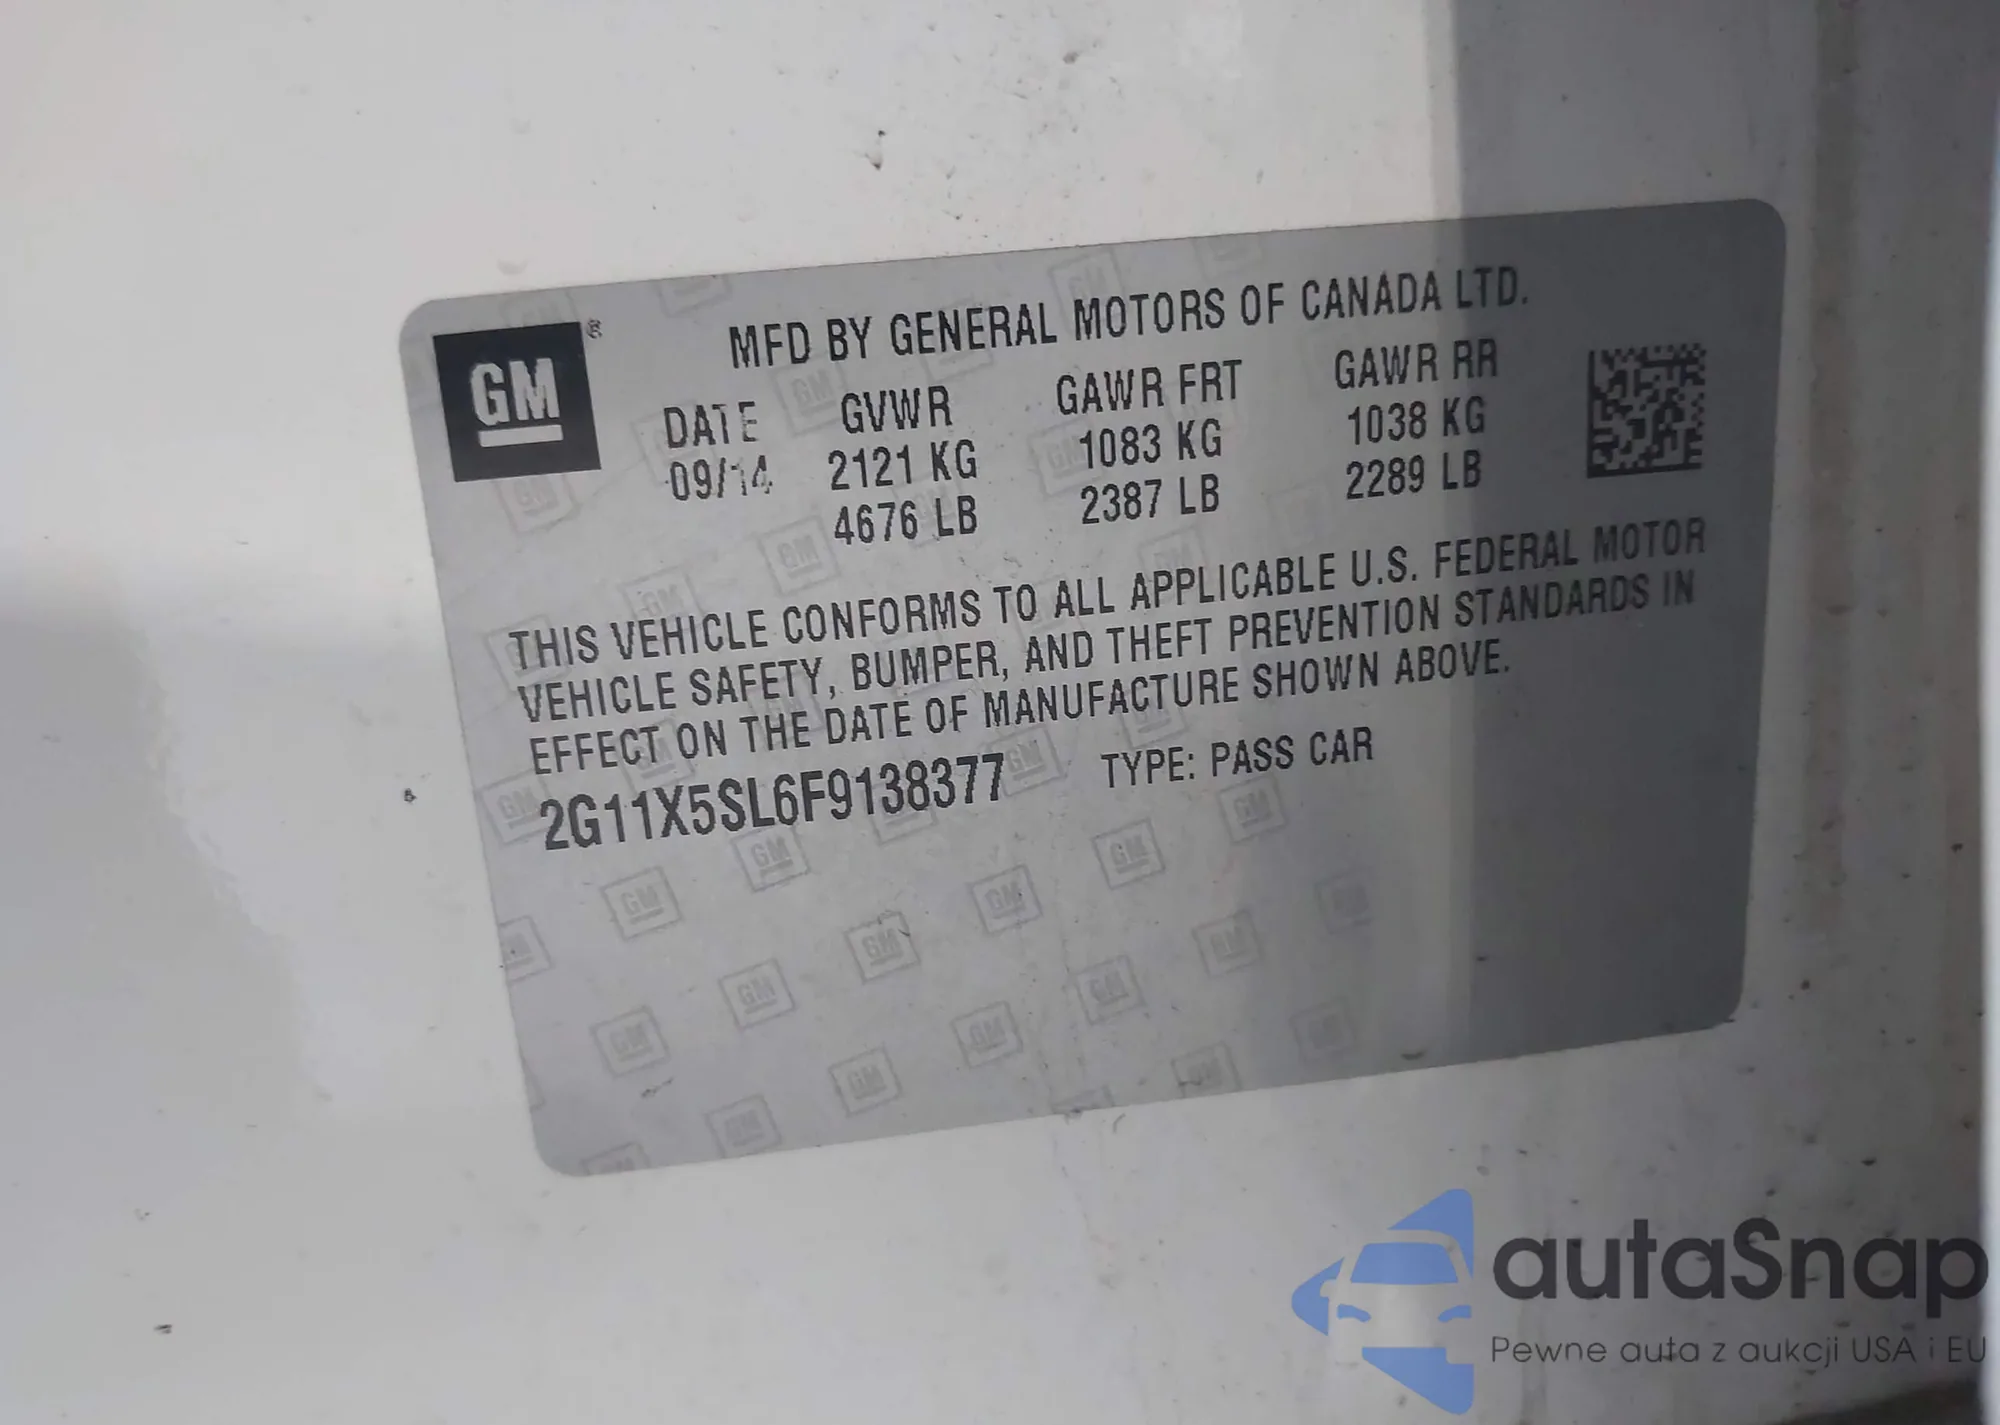 GM ®
MFD BY GENERAL MOTORS OF CANADA LTD.
DATE GVWR GAWR FRT GAWR RR
09/14 2121 KG 1083 KG 1038 KG
4676 LB 2387 LB 2289 LB
THIS VEHICLE CONFORMS TO ALL APPLICABLE U.S. FEDERAL MOTOR
VEHICLE SAFETY, BUMPER, AND THEFT PREVENTION STANDARDS IN
EFFECT ON THE DATE OF MANUFACTURE SHOWN ABOVE.
2G11X5SL6F9138377 TYPE: PASS CAR
autaSnap
Pewne auta z aukcji USA i EU